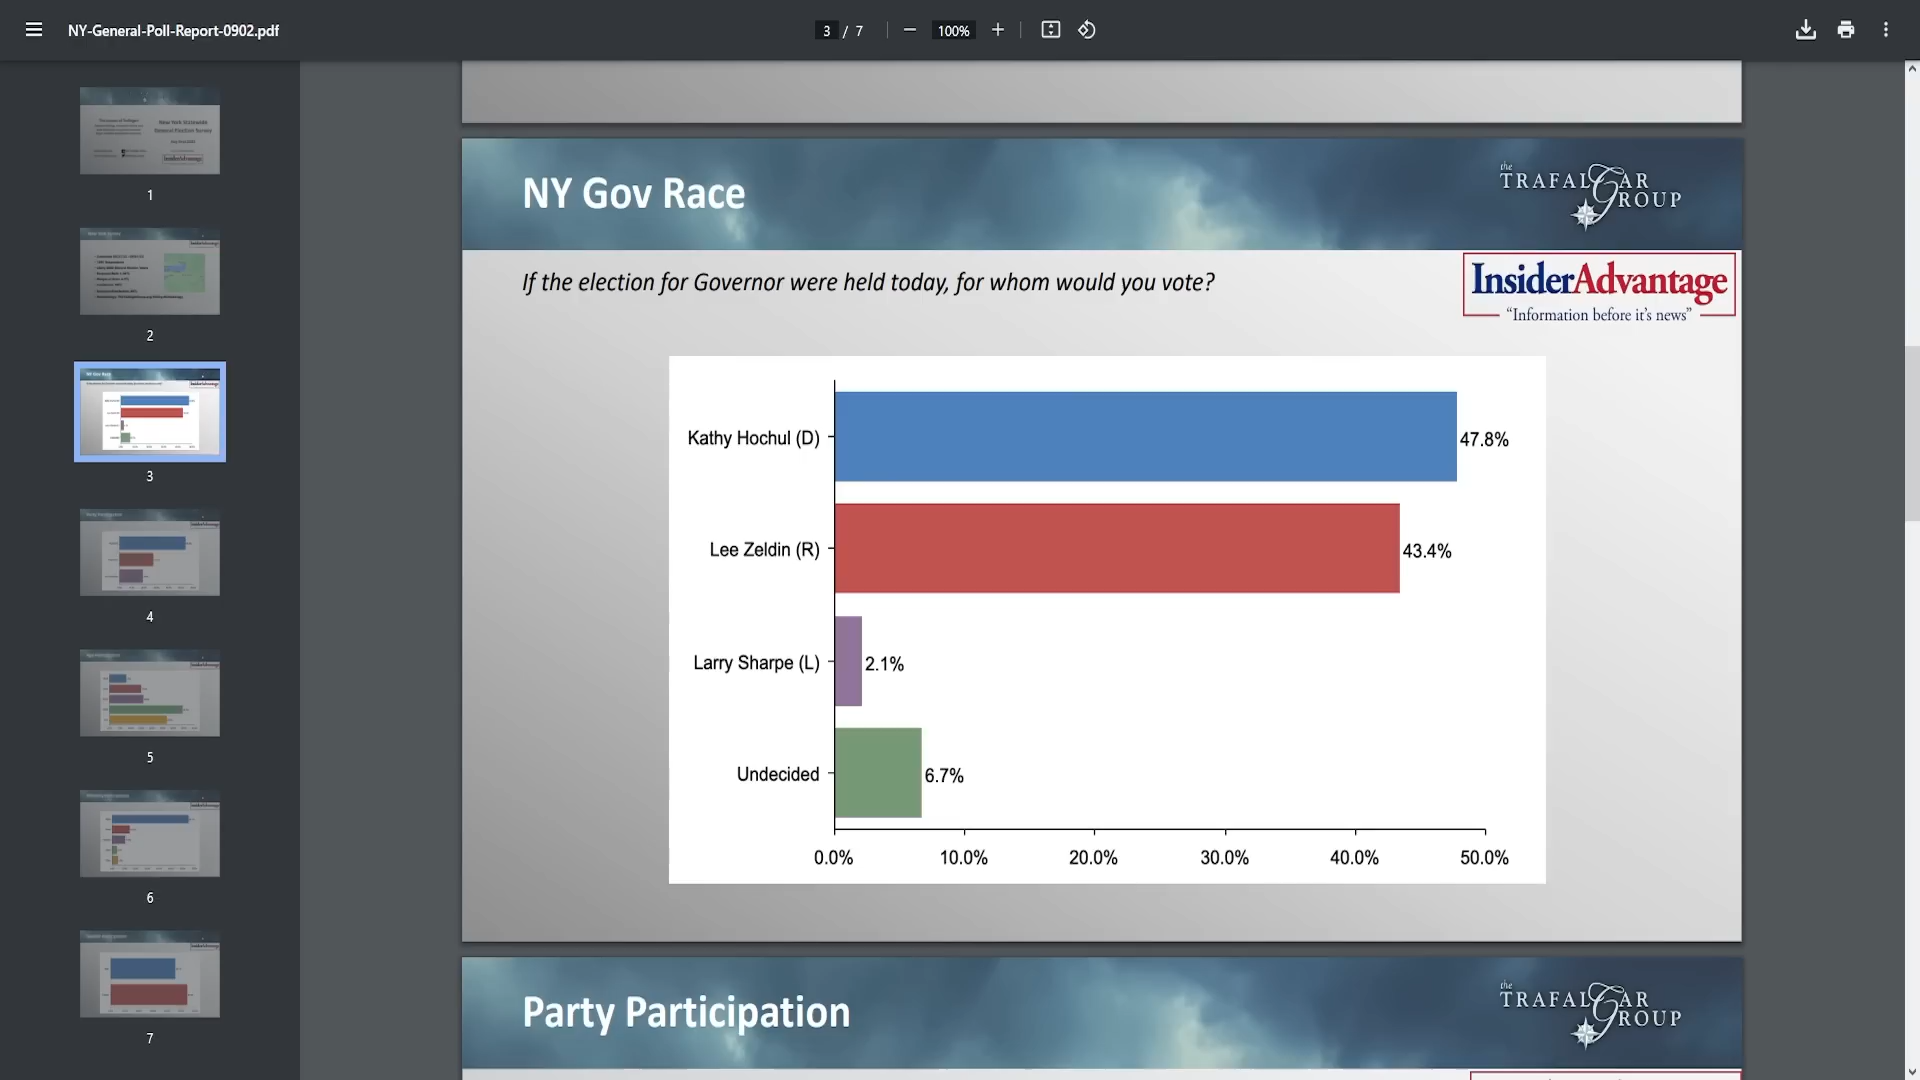 NY-General-Poll-Report-0902.pdf
3 / 7
100%
1
2
3
4
5
6
7
NY Gov Race
the
TRAFALGAR
GROUP
If the election for Governor were held today, for whom would you vote?
InsiderAdvantage
“Information before it’s news”
Kathy Hochul (D)
47.8%
Lee Zeldin (R)
43.4%
Larry Sharpe (L)
2.1%
Undecided
6.7%
0.0% 10.0% 20.0% 30.0% 40.0% 50.0%
Party Participation
the
TRAFALGAR
GROUP